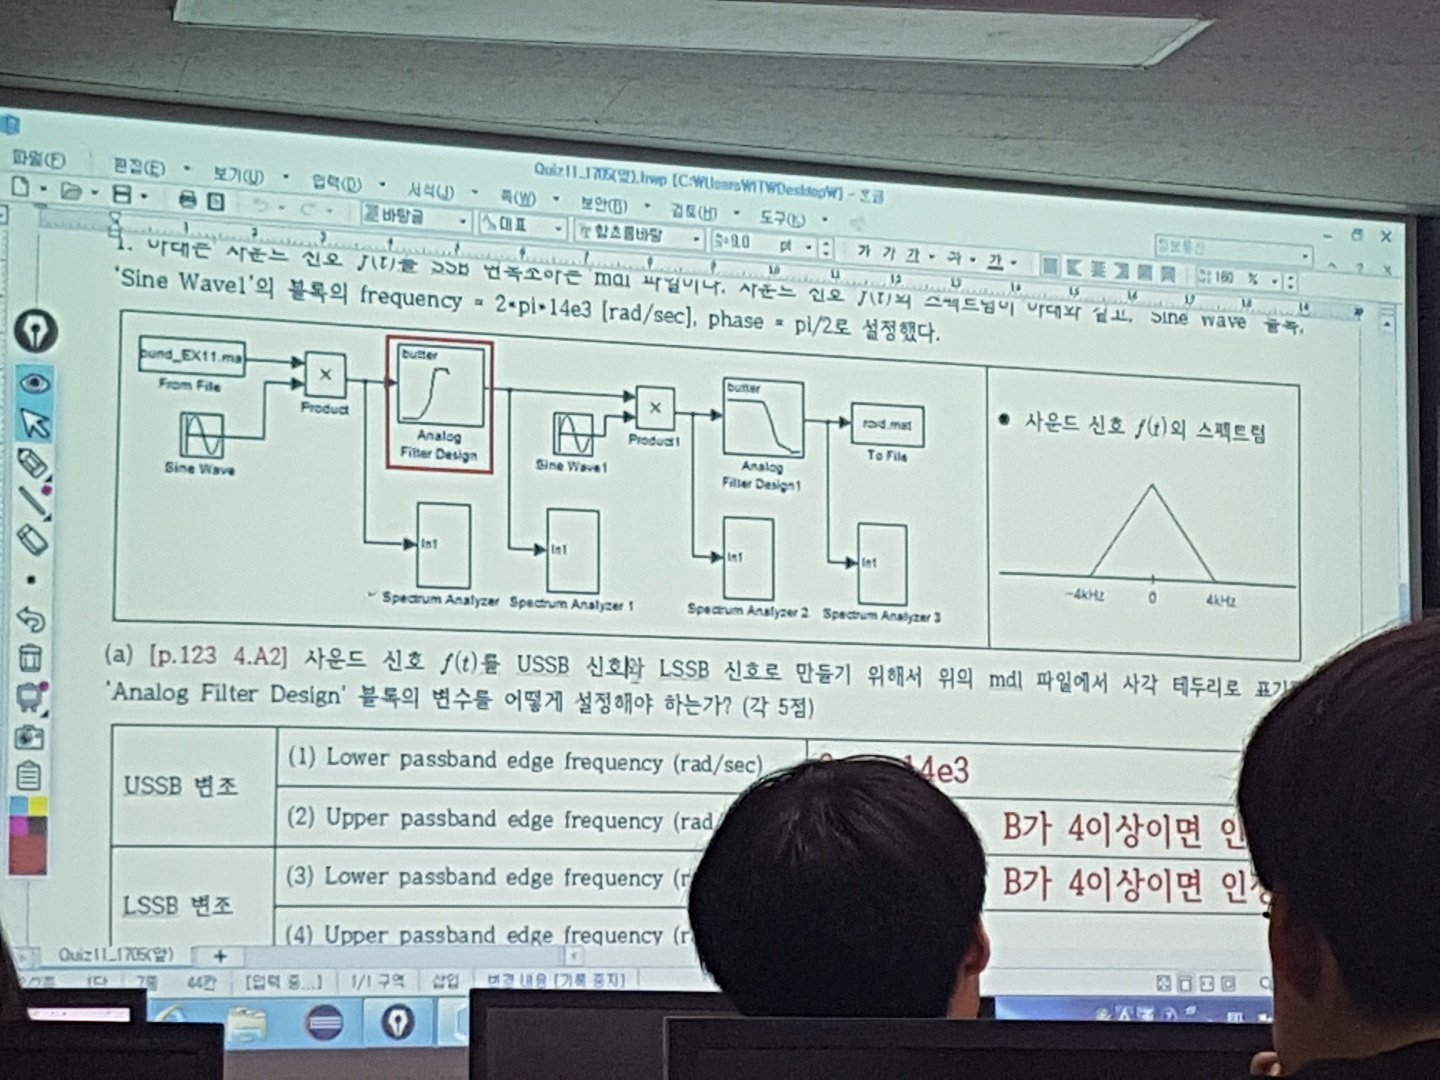 Quiz11_1705(앞).hwp [C:\Users\IT\Desktop\] - 한글
파일(F) 편집(E) 보기(U) 입력(D) 서식(J) 쪽(W) 보안(B) 검토(H) 도구(K)
바탕글 대표 함초롬바탕 9.0 pt 가 가 가 가 가 160 %
1. 아래는 사운드 신호 f(t)를 SSB 변복조하는 mdl 파일이다. 사운드 신호 f(t)의 스펙트럼이 아래와 같고, Sine Wave 블록,
'Sine Wave1'의 블록의 frequency = 2*pi*14e3 [rad/sec], phase = pi/2로 설정했다.
ound_EX11.ma
From File
×
Product
Sine Wave
butter
Analog
Filter Design
Sine Wave1
×
Product1
butter
Analog
Filter Design1
rcvd.mat
To File
In1
Spectrum Analyzer
In1
Spectrum Analyzer 1
In1
Spectrum Analyzer 2
In1
Spectrum Analyzer 3
● 사운드 신호 f(t)의 스펙트럼
-4kHz 0 4kHz
(a) [p.123 4.A2] 사운드 신호 f(t)를 USSB 신호와 LSSB 신호로 만들기 위해서 위의 mdl 파일에서 사각 테두리로 표기
'Analog Filter Design' 블록의 변수를 어떻게 설정해야 하는가? (각 5점)
USSB 변조
(1) Lower passband edge frequency (rad/sec)
14e3
(2) Upper passband edge frequency (rad/
B가 4이상이면 인
LSSB 변조
(3) Lower passband edge frequency (r
B가 4이상이면 인정
(4) Upper passband edge frequency (r
Quiz11_1705(앞) +
44칸 [입력 중...] 1/1 구역 삽입 변경 내용 [기록 중지]